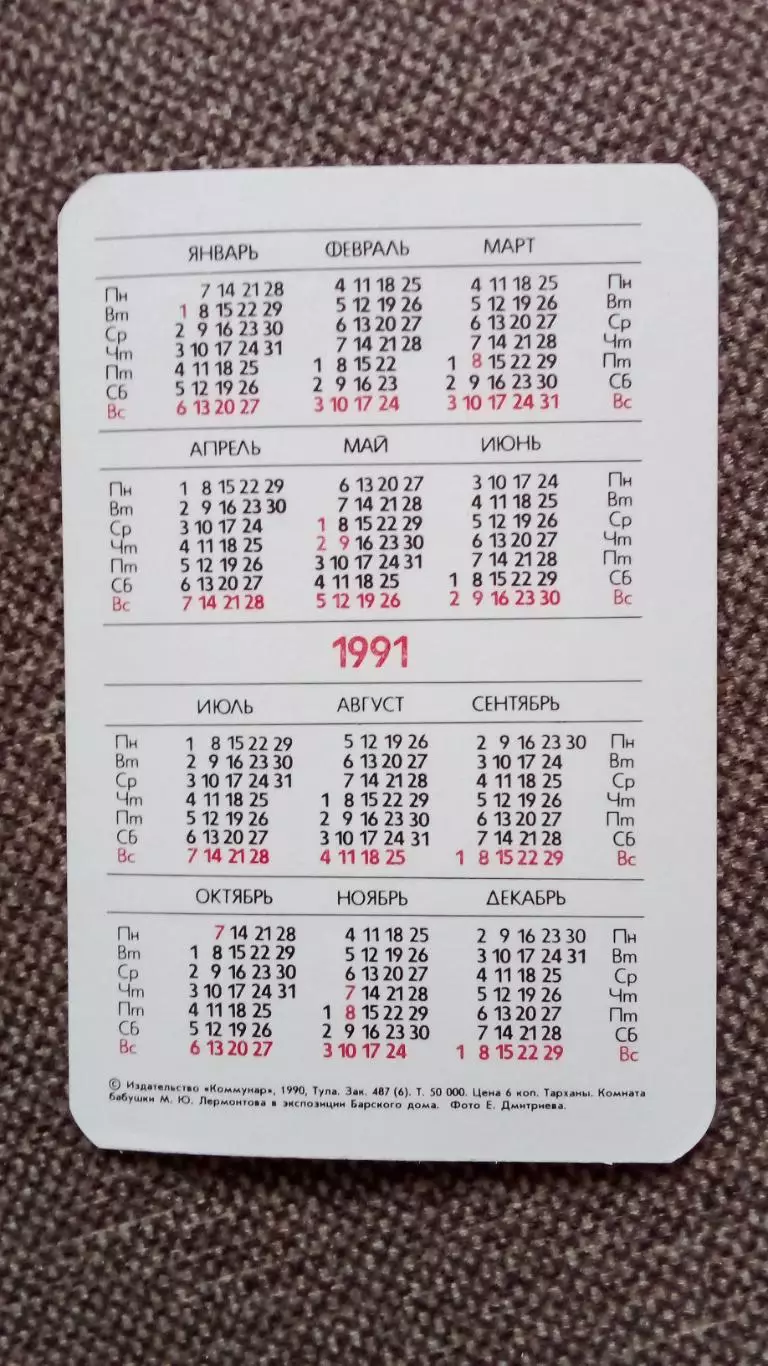 ЯНВАРЬ ФЕВРАЛЬ МАРТ
Пн 7 14 21 28 4 11 18 25 4 11 18 25 Пн
Вт 1 8 15 22 29 5 12 19 26 5 12 19 26 Вт
Ср 2 9 16 23 30 6 13 20 27 6 13 20 27 Ср
Чт 3 10 17 24 31 7 14 21 28 7 14 21 28 Чт
Пт 4 11 18 25 1 8 15 22 1 8 15 22 29 Пт
Сб 5 12 19 26 2 9 16 23 2 9 16 23 30 Сб
Вс 6 13 20 27 3 10 17 24 3 10 17 24 31 Вс
АПРЕЛЬ МАЙ ИЮНЬ
Пн 1 8 15 22 29 6 13 20 27 3 10 17 24 Пн
Вт 2 9 16 23 30 7 14 21 28 4 11 18 25 Вт
Ср 3 10 17 24 1 8 15 22 29 5 12 19 26 Ср
Чт 4 11 18 25 2 9 16 23 30 6 13 20 27 Чт
Пт 5 12 19 26 3 10 17 24 31 7 14 21 28 Пт
Сб 6 13 20 27 4 11 18 25 1 8 15 22 29 Сб
Вс 7 14 21 28 5 12 19 26 2 9 16 23 30 Вс
1991
ИЮЛЬ АВГУСТ СЕНТЯБРЬ
Пн 1 8 15 22 29 5 12 19 26 2 9 16 23 30 Пн
Вт 2 9 16 23 30 6 13 20 27 3 10 17 24 Вт
Ср 3 10 17 24 31 7 14 21 28 4 11 18 25 Ср
Чт 4 11 18 25 1 8 15 22 29 5 12 19 26 Чт
Пт 5 12 19 26 2 9 16 23 30 6 13 20 27 Пт
Сб 6 13 20 27 3 10 17 24 31 7 14 21 28 Сб
Вс 7 14 21 28 4 11 18 25 1 8 15 22 29 Вс
ОКТЯБРЬ НОЯБРЬ ДЕКАБРЬ
Пн 7 14 21 28 4 11 18 25 2 9 16 23 30 Пн
Вт 1 8 15 22 29 5 12 19 26 3 10 17 24 31 Вт
Ср 2 9 16 23 30 6 13 20 27 4 11 18 25 Ср
Чт 3 10 17 24 31 7 14 21 28 5 12 19 26 Чт
Пт 4 11 18 25 1 8 15 22 29 6 13 20 27 Пт
Сб 5 12 19 26 2 9 16 23 30 7 14 21 28 Сб
Вс 6 13 20 27 3 10 17 24 1 8 15 22 29 Вс
© Издательство «Коммунар», 1990, Тула. Зак. 487 (6). Т. 50 000. Цена 6 коп. Тарханы. Комната
бабушки М. Ю. Лермонтова в экспозиции Барского дома. Фото Е. Дмитриева.